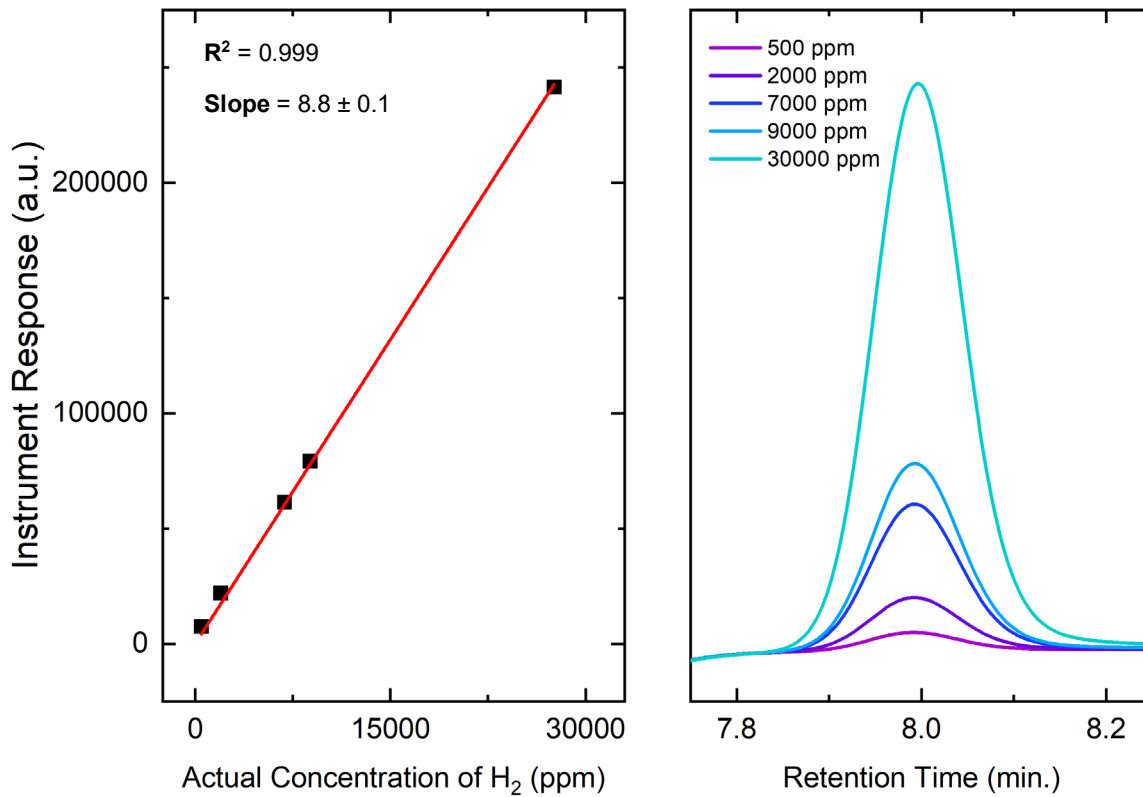 R² = 0.999
Slope = 8.8 ± 0.1
200000
100000
0
0 15000 30000
Instrument Response (a.u.)
Actual Concentration of H₂ (ppm)
500 ppm
2000 ppm
7000 ppm
9000 ppm
30000 ppm
7.8 8.0 8.2
Retention Time (min.)